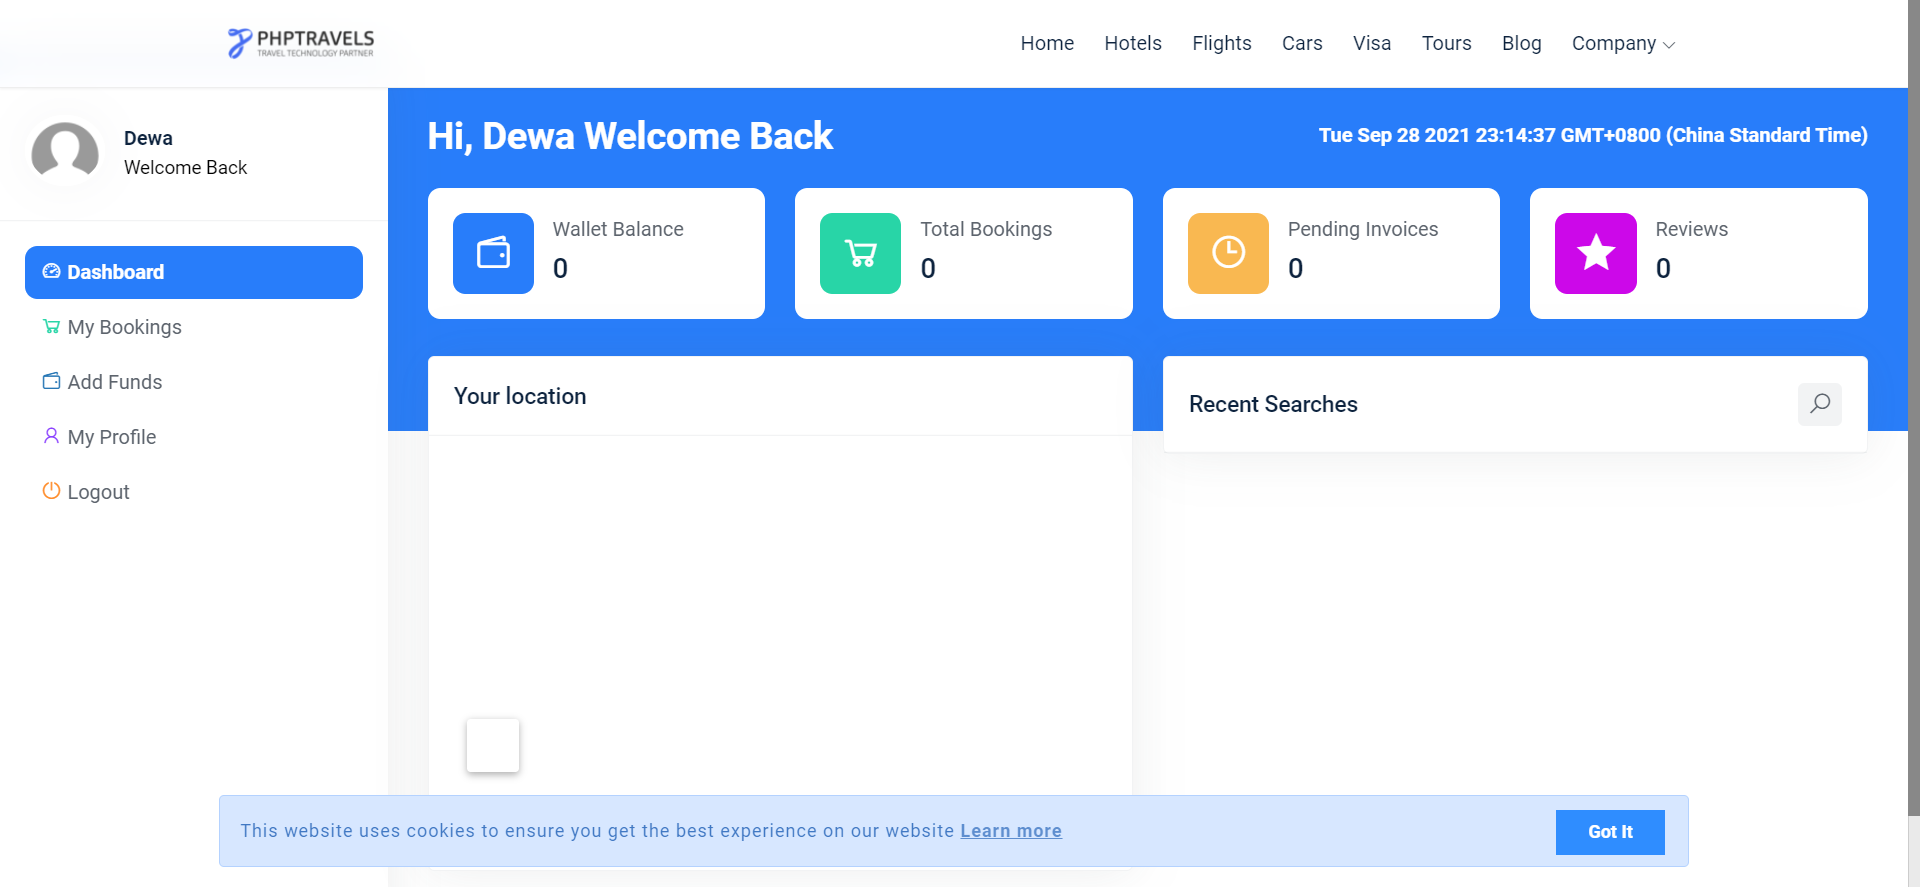 PHPTRAVELS
TRAVEL TECHNOLOGY PARTNER
Home Hotels Flights Cars Visa Tours Blog Company
Dewa
Welcome Back
Dashboard
My Bookings
Add Funds
My Profile
Logout
Hi, Dewa Welcome Back
Tue Sep 28 2021 23:14:37 GMT+0800 (China Standard Time)
Wallet Balance
0
Total Bookings
0
Pending Invoices
0
Reviews
0
Your location
Recent Searches
This website uses cookies to ensure you get the best experience on our website Learn more
Got It